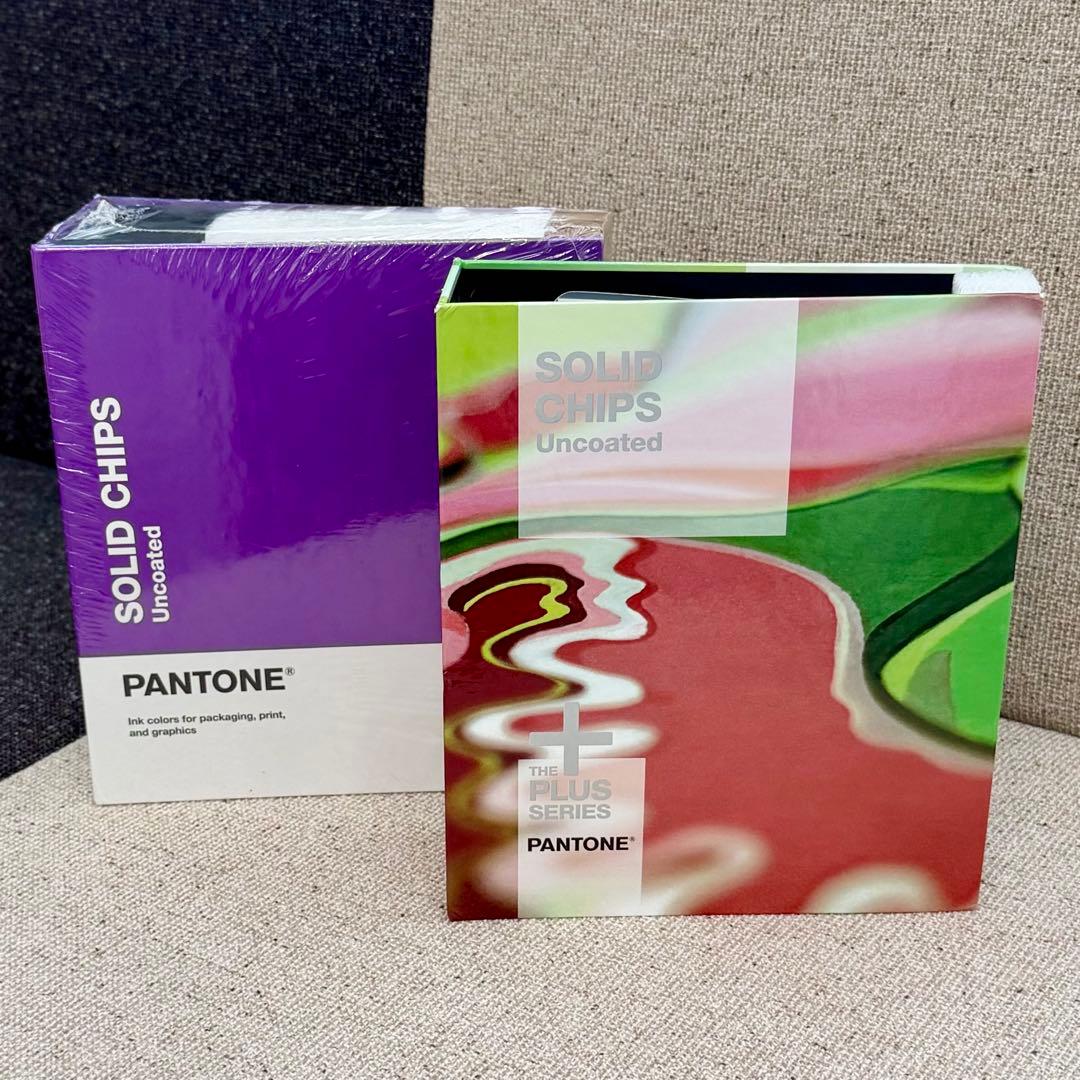 SOLID CHIPS
Uncoated
PANTONE®
Ink colors for packaging, print,
and graphics
SOLID
CHIPS
Uncoated
THE
PLUS
SERIES
PANTONE®